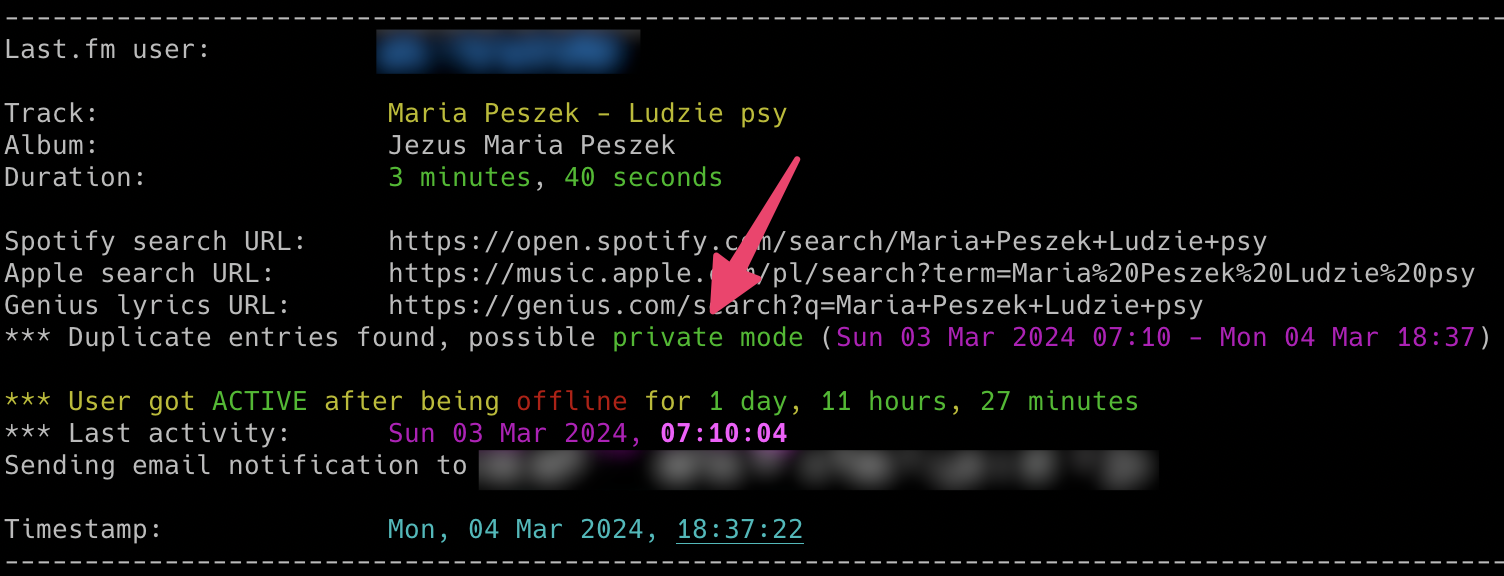 Last.fm user:
Track: Maria Peszek - Ludzie psy
Album: Jezus Maria Peszek
Duration: 3 minutes, 40 seconds
Spotify search URL: https://open.spotify.com/search/Maria+Peszek+Ludzie+psy
Apple search URL: https://music.apple.com/pl/search?term=Maria%20Peszek%20Ludzie%20psy
Genius lyrics URL: https://genius.com/search?q=Maria+Peszek+Ludzie+psy
*** Duplicate entries found, possible private mode (Sun 03 Mar 2024 07:10 - Mon 04 Mar 18:37)
*** User got ACTIVE after being offline for 1 day, 11 hours, 27 minutes
*** Last activity: Sun 03 Mar 2024, 07:10:04
Sending email notification to
Timestamp: Mon, 04 Mar 2024, 18:37:22